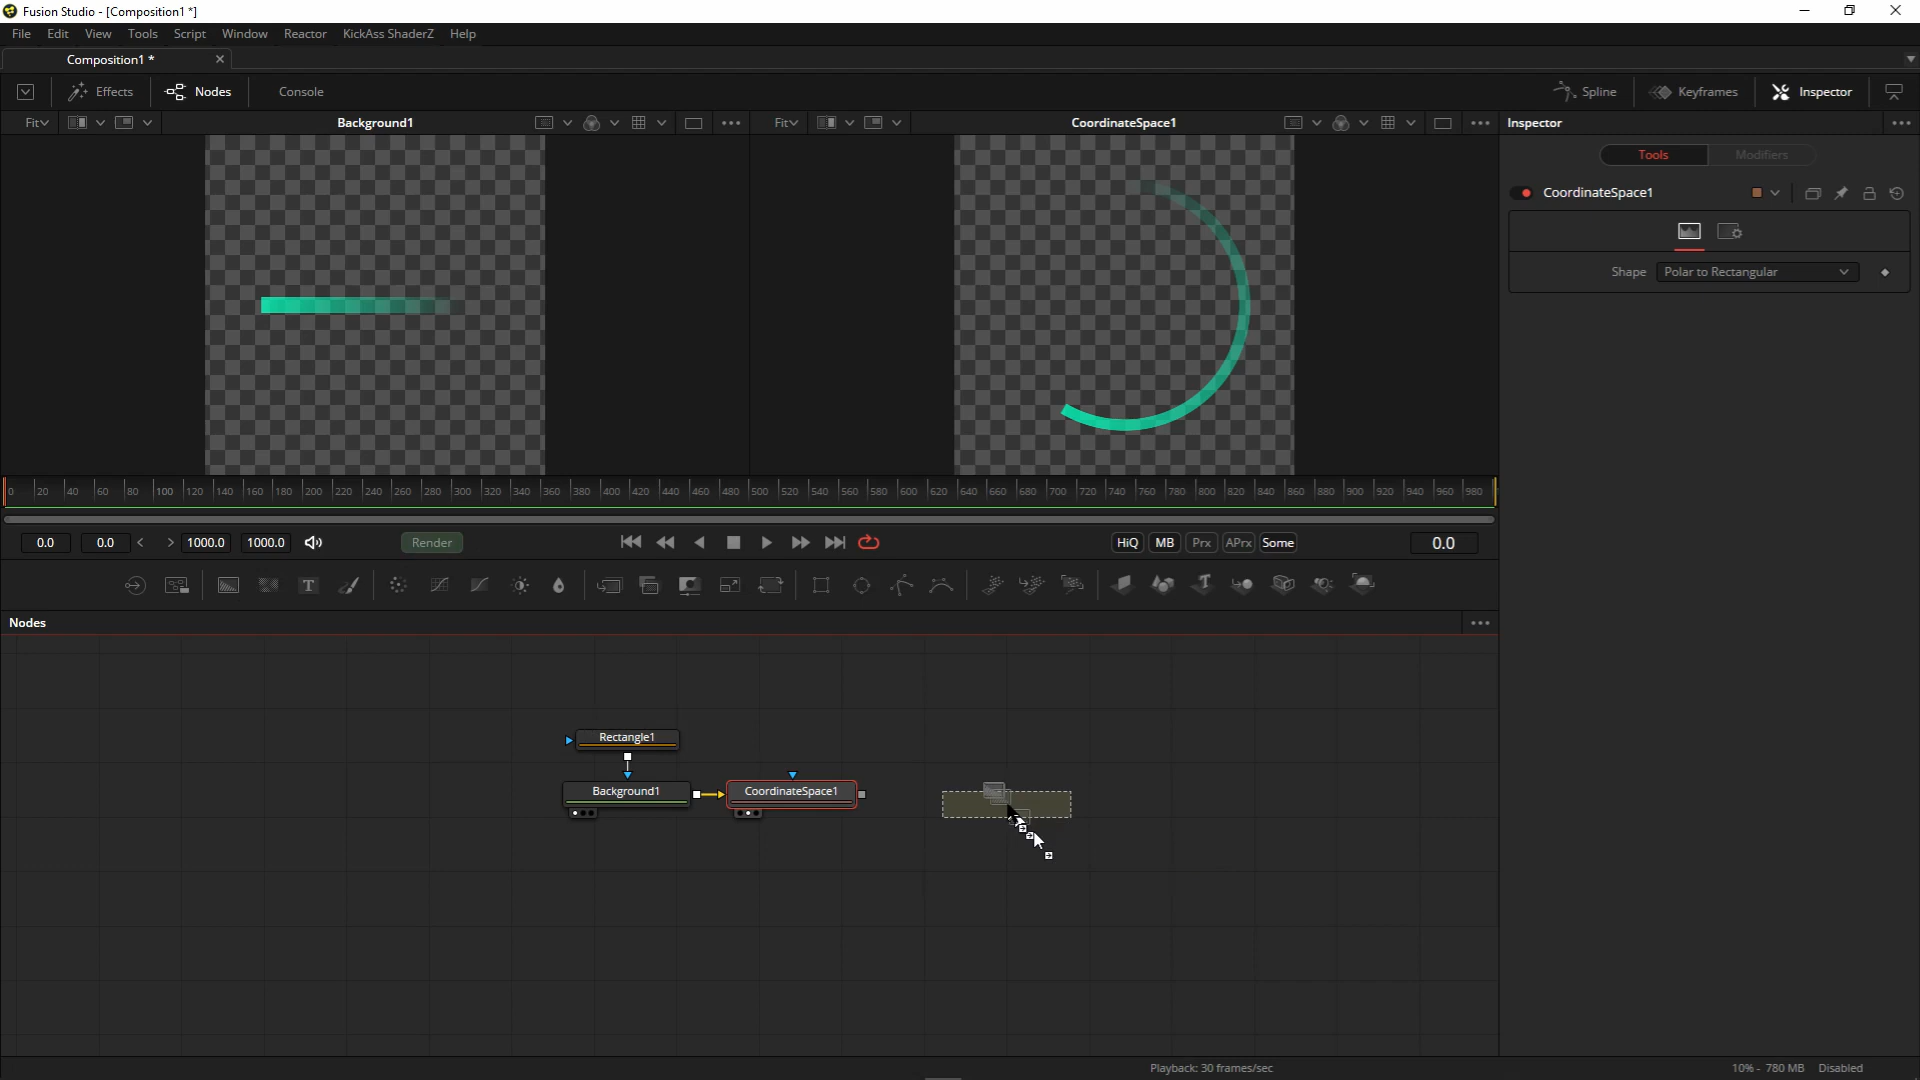 Fusion Studio - [Composition1 *]
File Edit View Tools Script Window Reactor KickAss ShaderZ Help
Composition1 *
Effects Nodes Console Spline Keyframes Inspector
Fit Background1 Fit CoordinateSpace1 Inspector
Tools Modifiers
CoordinateSpace1
Shape Polar to Rectangular
0 20 40 60 80 100 120 140 160 180 200 220 240 260 280 300 320 340 360 380 400 420 440 460 480 500 520 540 560 580 600 620 640 660 680 700 720 740 760 780 800 820 840 860 880 900 920 940 960 980
0.0 0.0 < > 1000.0 1000.0 Render HiQ MB Prx APrx Some 0.0
Nodes
Rectangle1
Background1 CoordinateSpace1
Playback: 30 frames/sec 10% - 780 MB Disabled